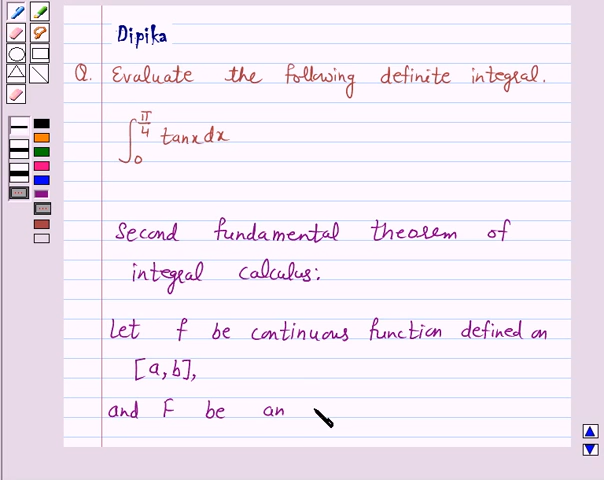 Dipika
Q. Evaluate the following definite integral.
∫₀^(π/4) tanx dx
Second fundamental theorem of
integral calculus:
Let f be continuous function defined on
[a,b],
and F be an